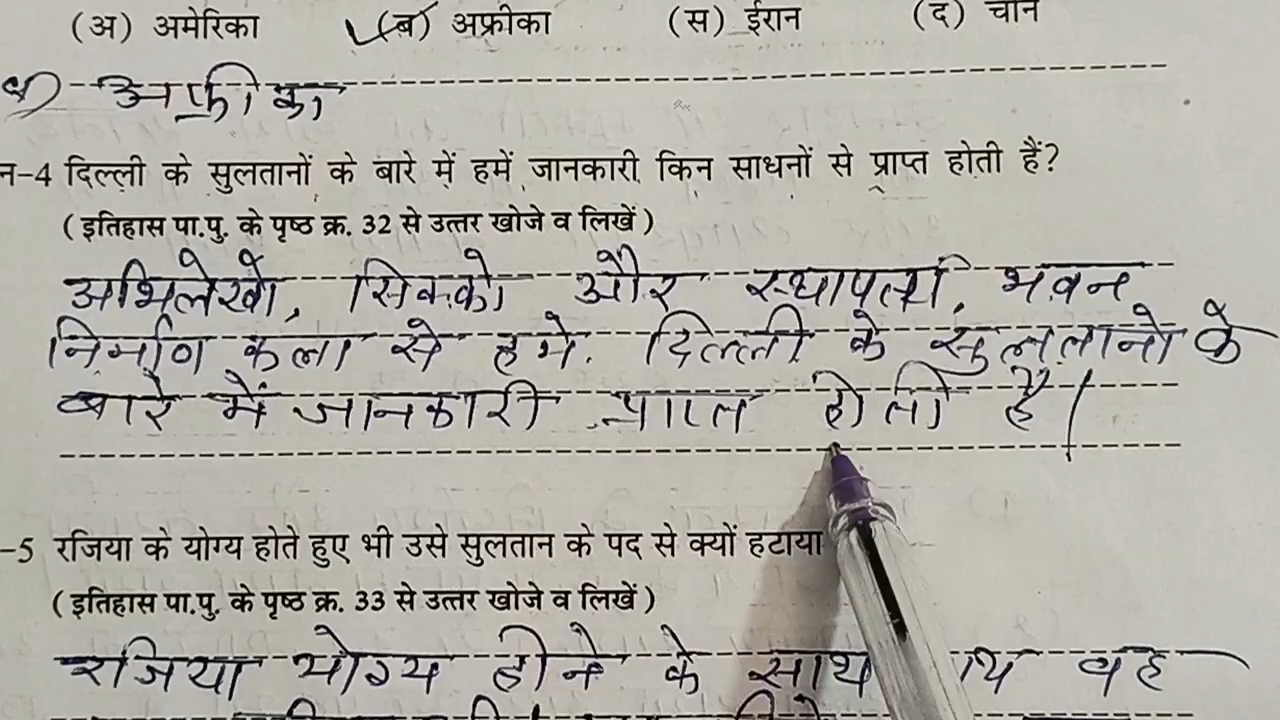 (अ) अमेरिका (ब) अफ्रीका (स) ईरान (द) चीन
अफ्रीका
न-4 दिल्ली के सुलतानों के बारे में हमें जानकारी किन साधनों से प्राप्त होती हैं?
( इतिहास पा.पु. के पृष्ठ क्र. 32 से उत्तर खोजे व लिखें )
अभिलेखो, सिक्को और भवन
निर्माण कला से हमे दिल्ली के सुलतानो के
बारे में जानकारी प्राप्त होती है।
-5 रजिया के योग्य होते हुए भी उसे सुलतान के पद से क्यों हटाया
( इतिहास पा.पु. के पृष्ठ क्र. 33 से उत्तर खोजे व लिखें )
रजिया योग्य होने के साथ वह